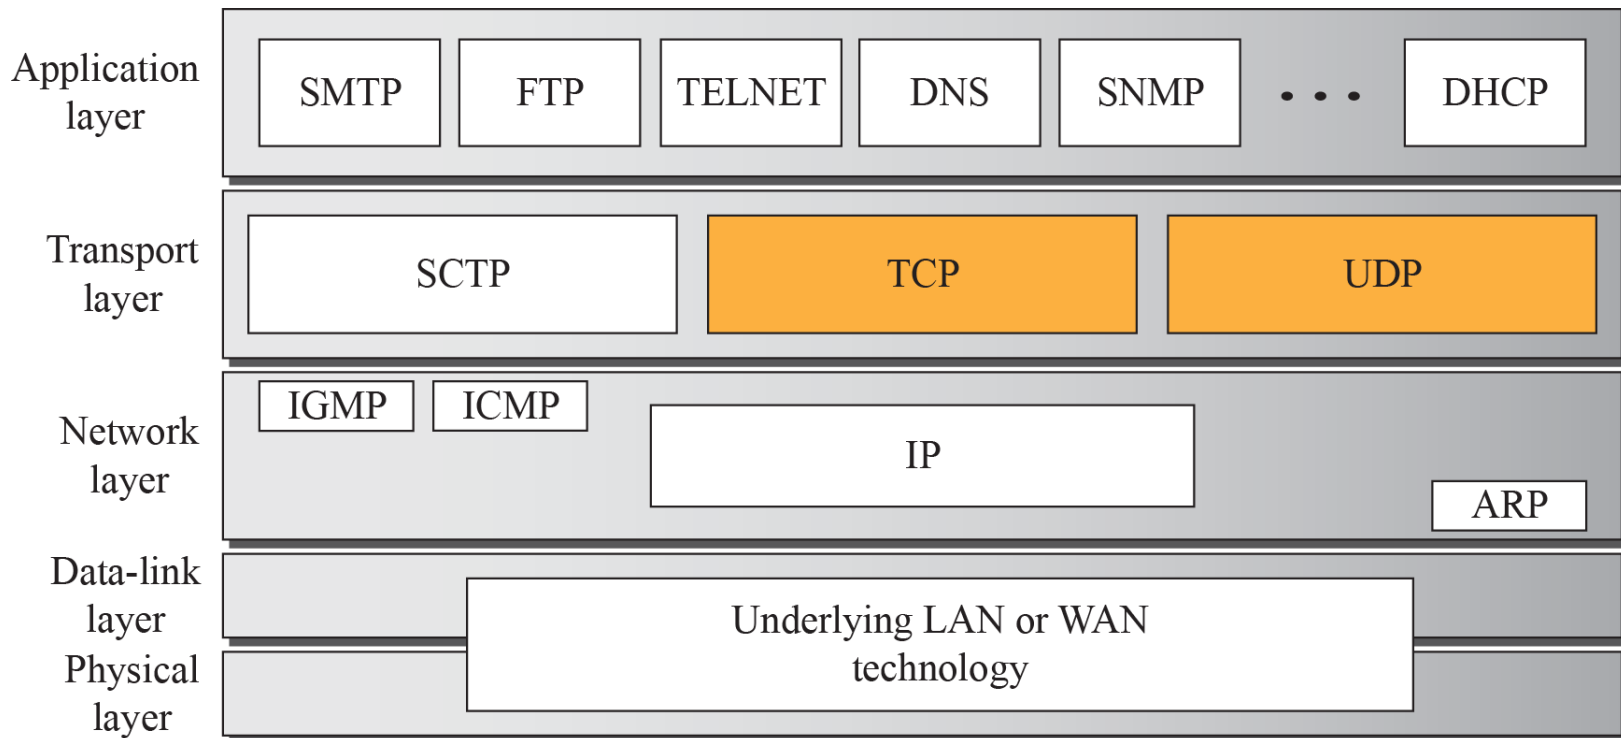 Application
layer
SMTP
FTP
TELNET
DNS
SNMP
• • •
DHCP
Transport
layer
SCTP
TCP
UDP
Network
layer
IGMP
ICMP
IP
ARP
Data-link
layer
Physical
layer
Underlying LAN or WAN
technology